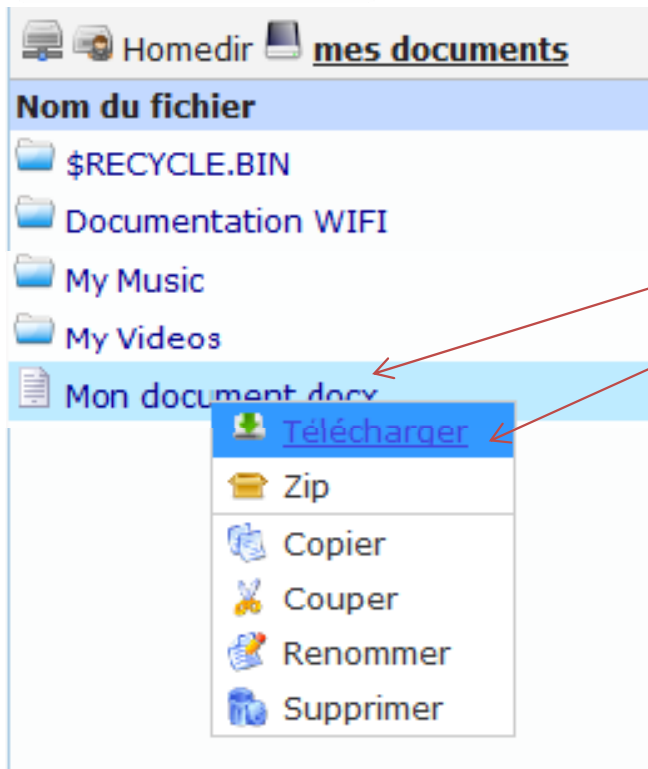 Homedir mes documents
Nom du fichier
$RECYCLE.BIN
Documentation WIFI
My Music
My Videos
Mon document.docx
Télécharger
Zip
Copier
Couper
Renommer
Supprimer